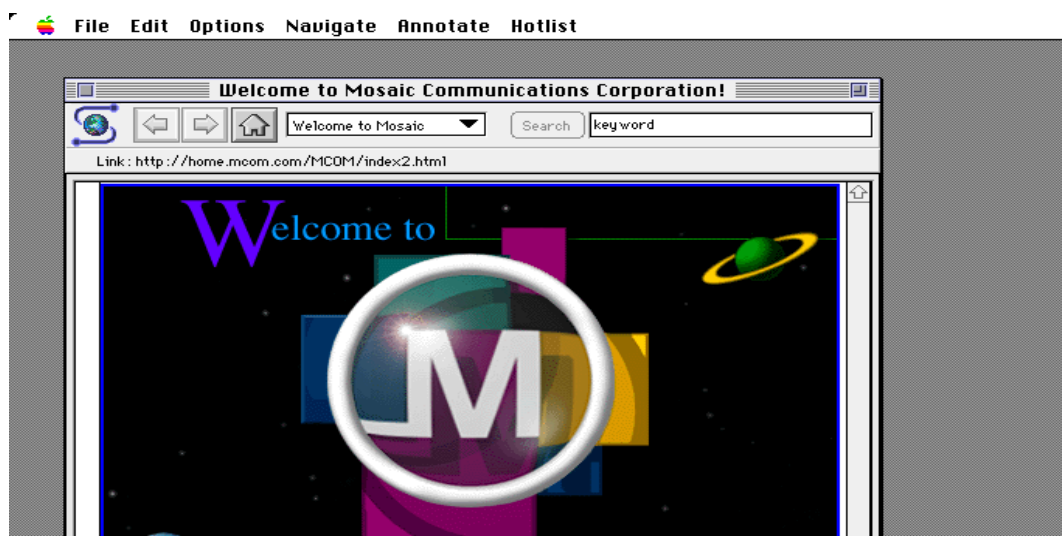 File Edit Options Navigate Annotate Hotlist
Welcome to Mosaic Communications Corporation!
Welcome to Mosaic Search keyword
Link: http://home.mcom.com/MCOM/index2.html
Welcome to
M